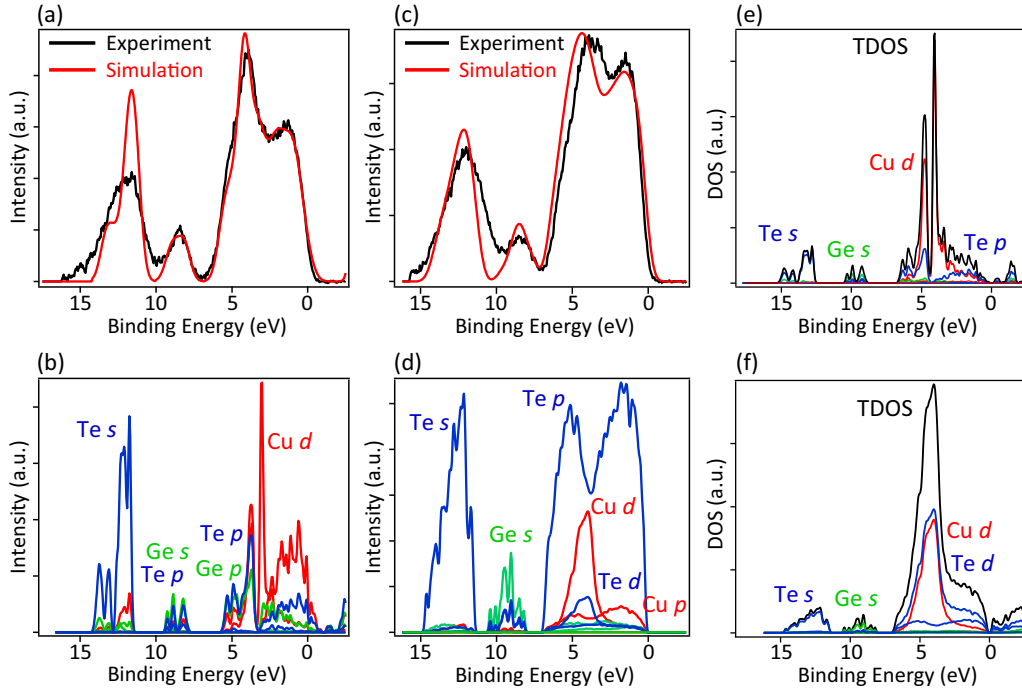 (a)
Experiment
Simulation
Intensity (a.u.)
15 10 5 0
Binding Energy (eV)
(c)
Experiment
Simulation
Intensity (a.u.)
15 10 5 0
Binding Energy (eV)
(e)
TDOS
Cu d
Te s
Ge s
Te p
DOS (a.u.)
15 10 5 0
Binding Energy (eV)
(b)
Te s
Cu d
Ge s
Te p
Te p
Ge p
Intensity (a.u.)
15 10 5 0
Binding Energy (eV)
(d)
Te s
Te p
Cu d
Ge s
Te d
Cu p
Intensity (a.u.)
15 10 5 0
Binding Energy (eV)
(f)
TDOS
Cu d
Te d
Te s
Ge s
DOS (a.u.)
15 10 5 0
Binding Energy (eV)